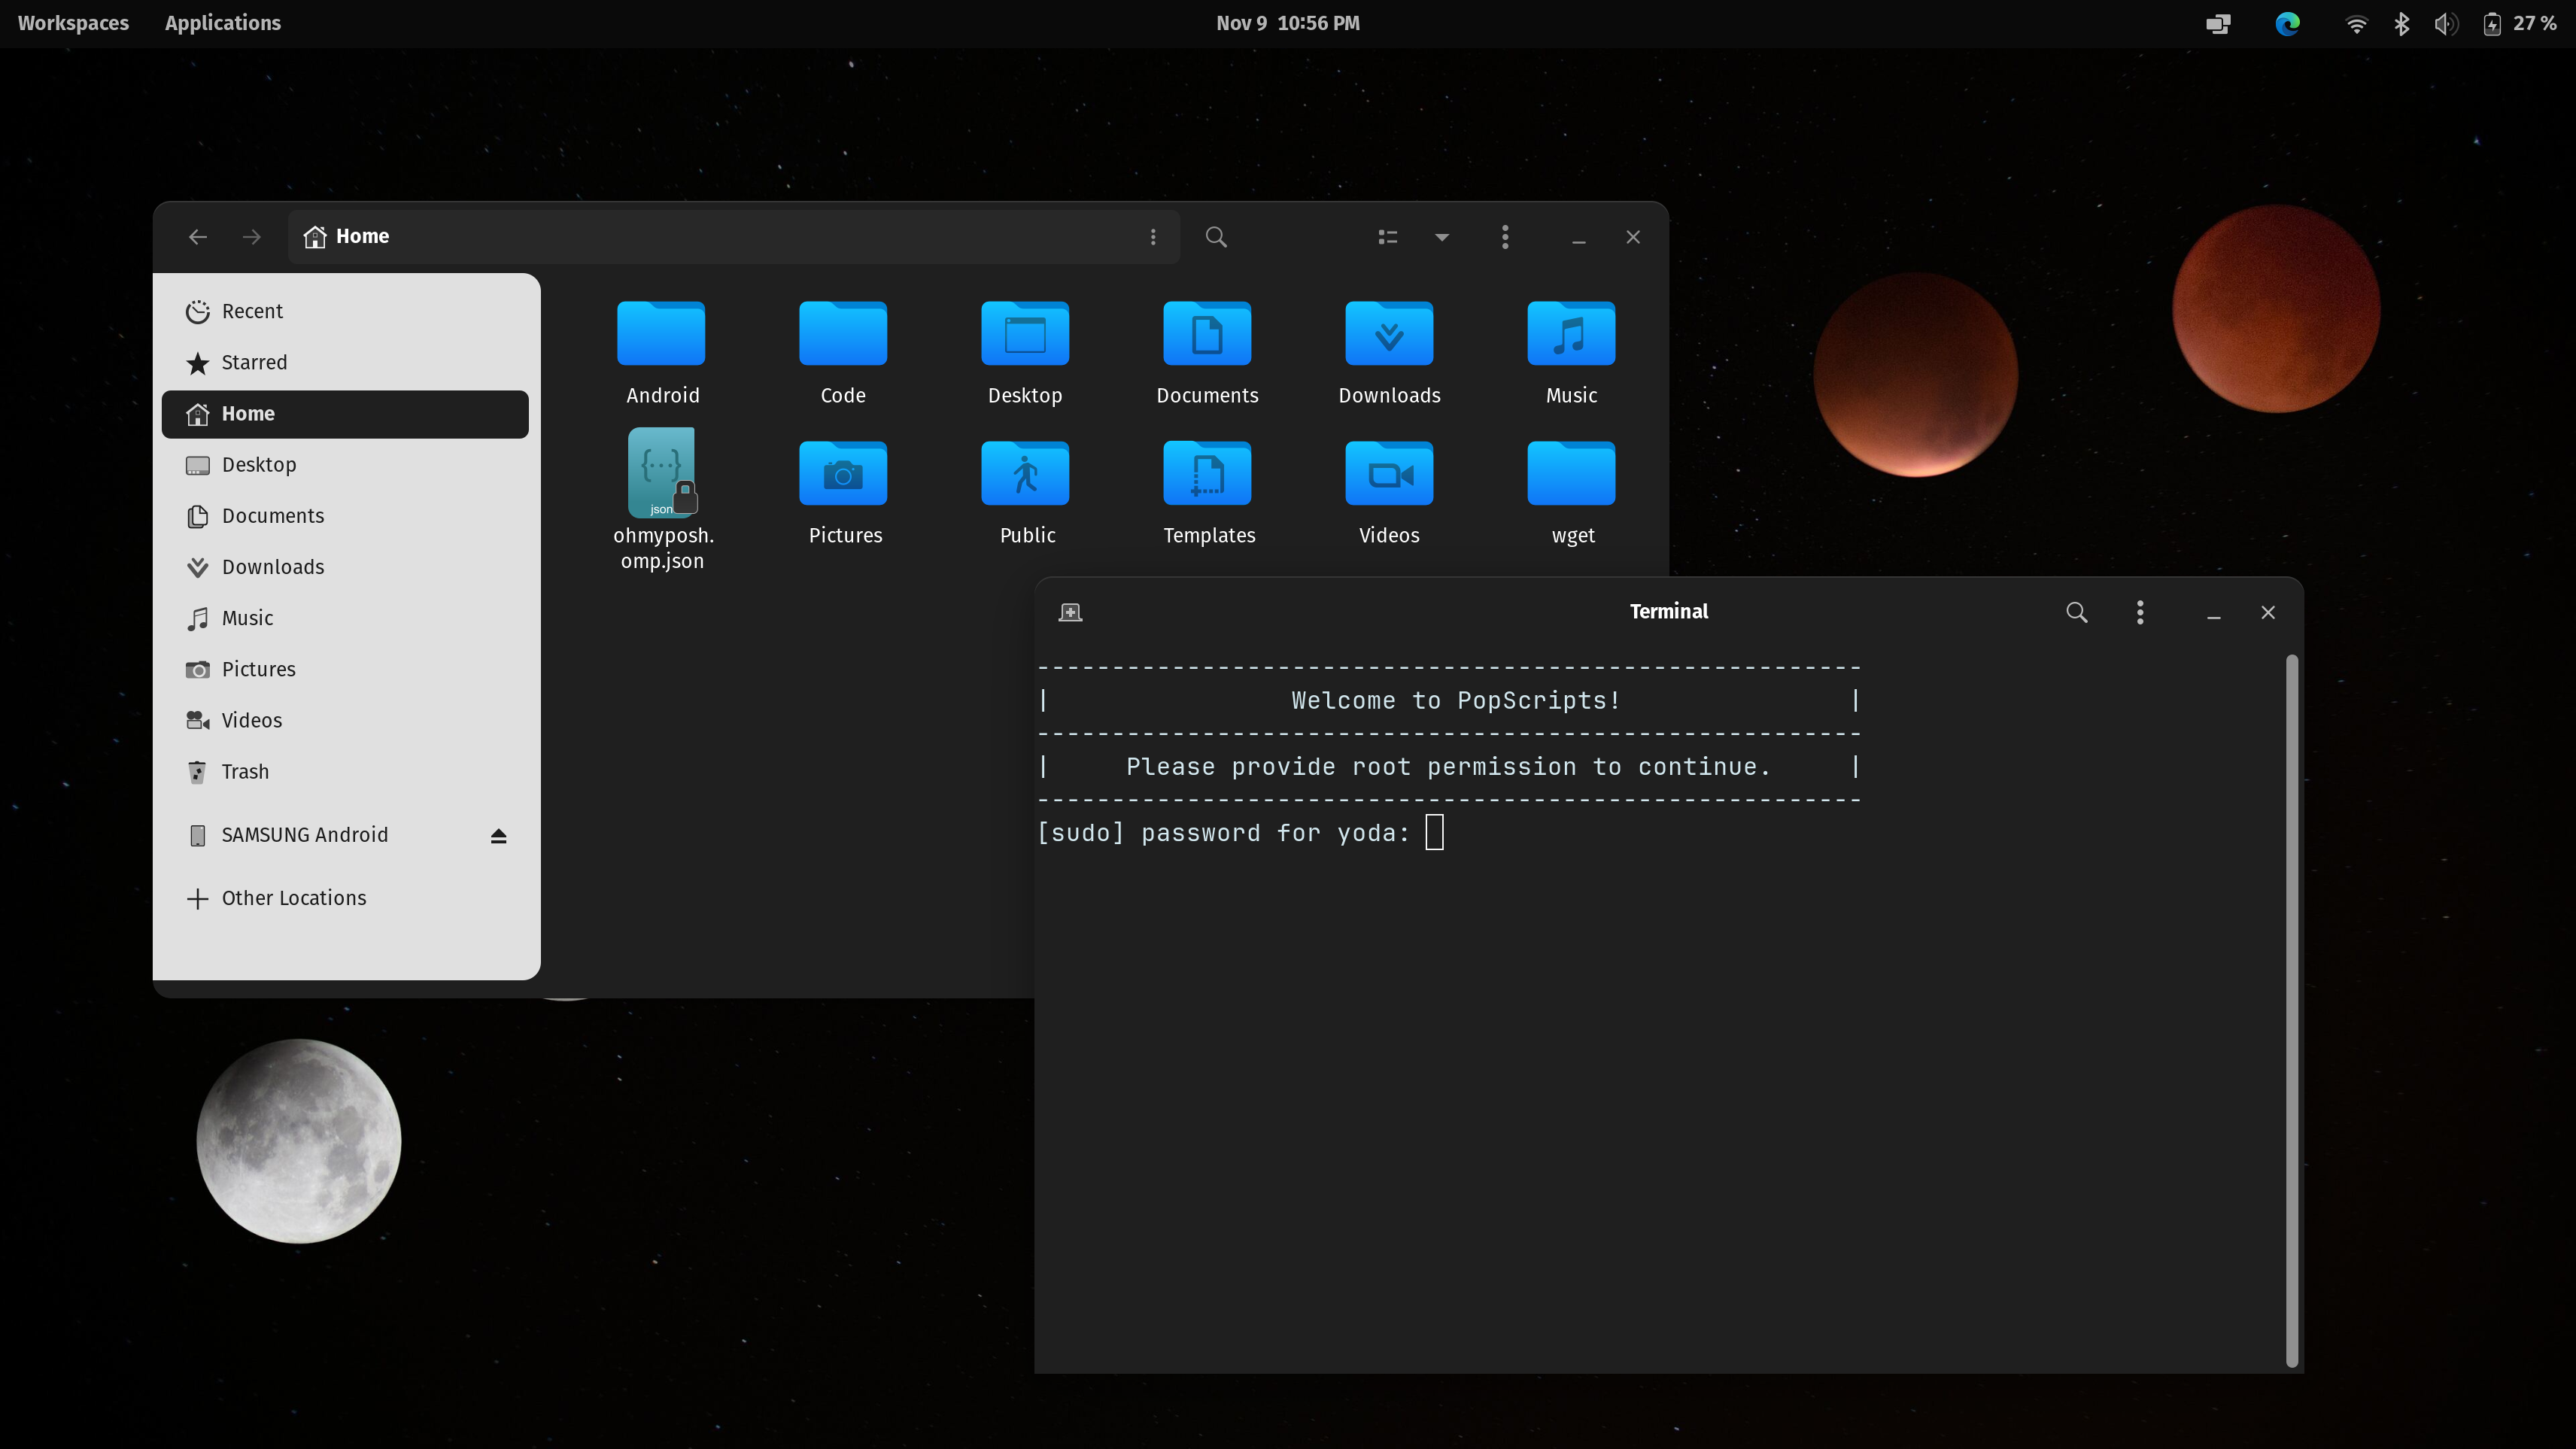 Workspaces Applications Nov 9 10:56 PM 27 %
Home
Recent
Starred
Home
Desktop
Documents
Downloads
Music
Pictures
Videos
Trash
SAMSUNG Android
Other Locations
Android Code Desktop Documents Downloads Music
json
ohmyposh. Pictures Public Templates Videos wget
omp.json
Terminal
-------------------------------------------------------
| Welcome to PopScripts! |
-------------------------------------------------------
| Please provide root permission to continue. |
-------------------------------------------------------
[sudo] password for yoda: